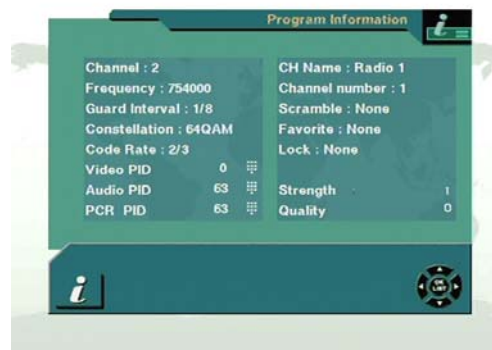 Program Information
i
Channel : 2
Frequency : 754000
Guard Interval : 1/8
Constellation : 64QAM
Code Rate : 2/3
Video PID 0
Audio PID 63
PCR PID 63
CH Name : Radio 1
Channel number : 1
Scramble : None
Favorite : None
Lock : None
Strength 1
Quality 0
i
OK
LIST